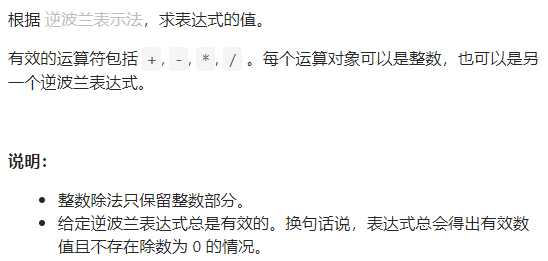 根据 逆波兰表示法，求表达式的值。
有效的运算符包括 +, -, *, / 。每个运算对象可以是整数，也可以是另
一个逆波兰表达式。
说明：
• 整数除法只保留整数部分。
• 给定逆波兰表达式总是有效的。换句话说，表达式总会得出有效数
值且不存在除数为 0 的情况。